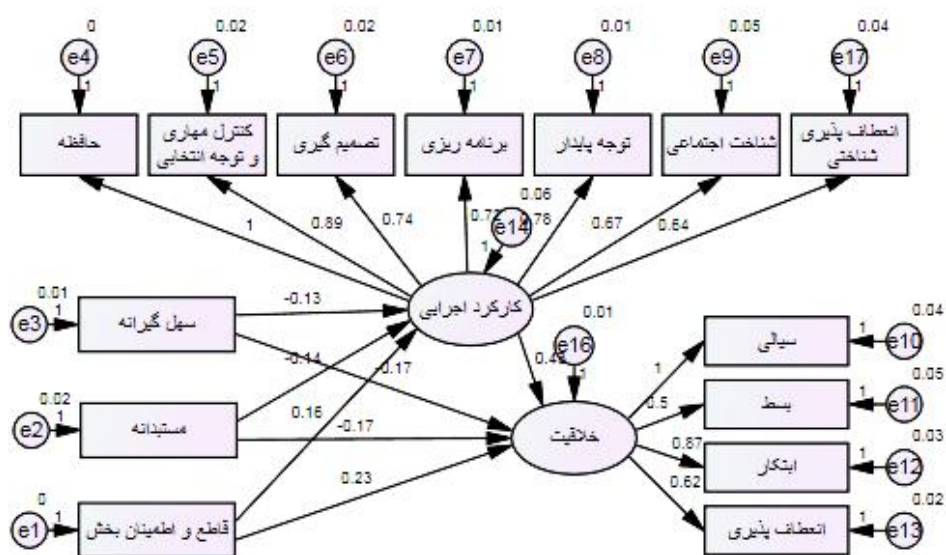 0 0.02 0.02 0.01 0.01 0.05 0.04
e4 e5 e6 e7 e8 e9 e17
1 1 1 1 1 1 1
حافظه
کنترل مهاری
و توجه انتخابی
تصمیم گیری
برنامه ریزی
توجه پایدار
شناخت اجتماعی
انعطاف پذیری
شناختی
1 0.89 0.74 0.78 0.67 0.64
0.06
e14
1
کارکرد اجرایی
0.01
e3
1
سهل گیرانه
-0.13
-0.14
0.02
e2
1
مستبدانه
-0.17
0.16
-0.17
0
e1
1
قاطع و اطمینان بخش
0.23
0.01
e16
1
خلاقیت
1
0.5
0.87
0.62
سیالی
1
e10
0.04
بسط
1
e11
0.05
ابتکار
1
e12
0.03
انعطاف پذیری
1
e13
0.02